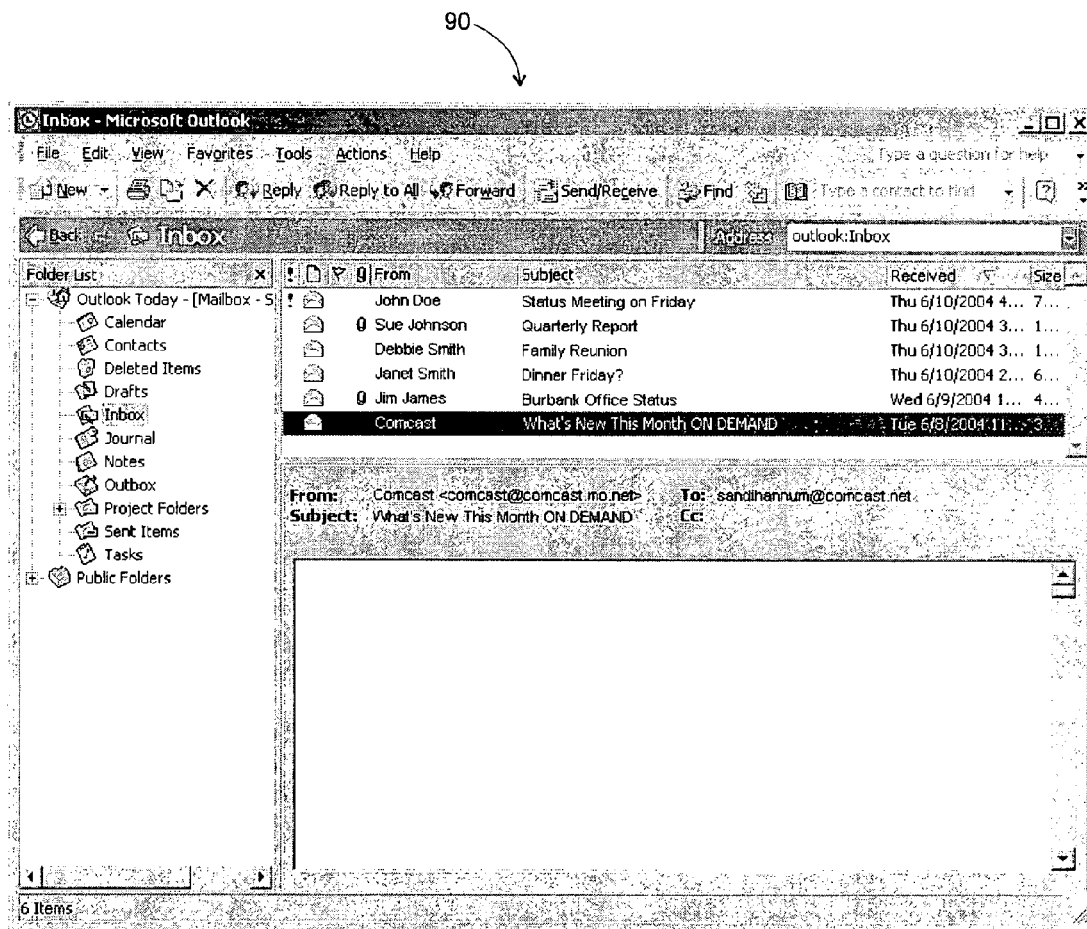 90
Inbox - Microsoft Outlook
File Edit View Favorites Tools Actions Help Type a question for help
New Reply Reply to All Forward Send/Receive Find Type a contact to find
Back Inbox Address outlook:Inbox
Folder List
Outlook Today - [Mailbox - S
Calendar
Contacts
Deleted Items
Drafts
Inbox
Journal
Notes
Outbox
Project Folders
Sent Items
Tasks
Public Folders
! From Subject Received Size
! John Doe Status Meeting on Friday Thu 6/10/2004 4... 7...
Sue Johnson Quarterly Report Thu 6/10/2004 3... 1...
Debbie Smith Family Reunion Thu 6/10/2004 3... 1...
Janet Smith Dinner Friday? Thu 6/10/2004 2... 6...
Jim James Burbank Office Status Wed 6/9/2004 1... 4...
Comcast What's New This Month ON DEMAND Tue 6/8/2004 11... 3...
From: Comcast <comcast@comcast.mo.net> To: sandihannum@comcast.net
Subject: What's New This Month ON DEMAND Cc:
6 Items